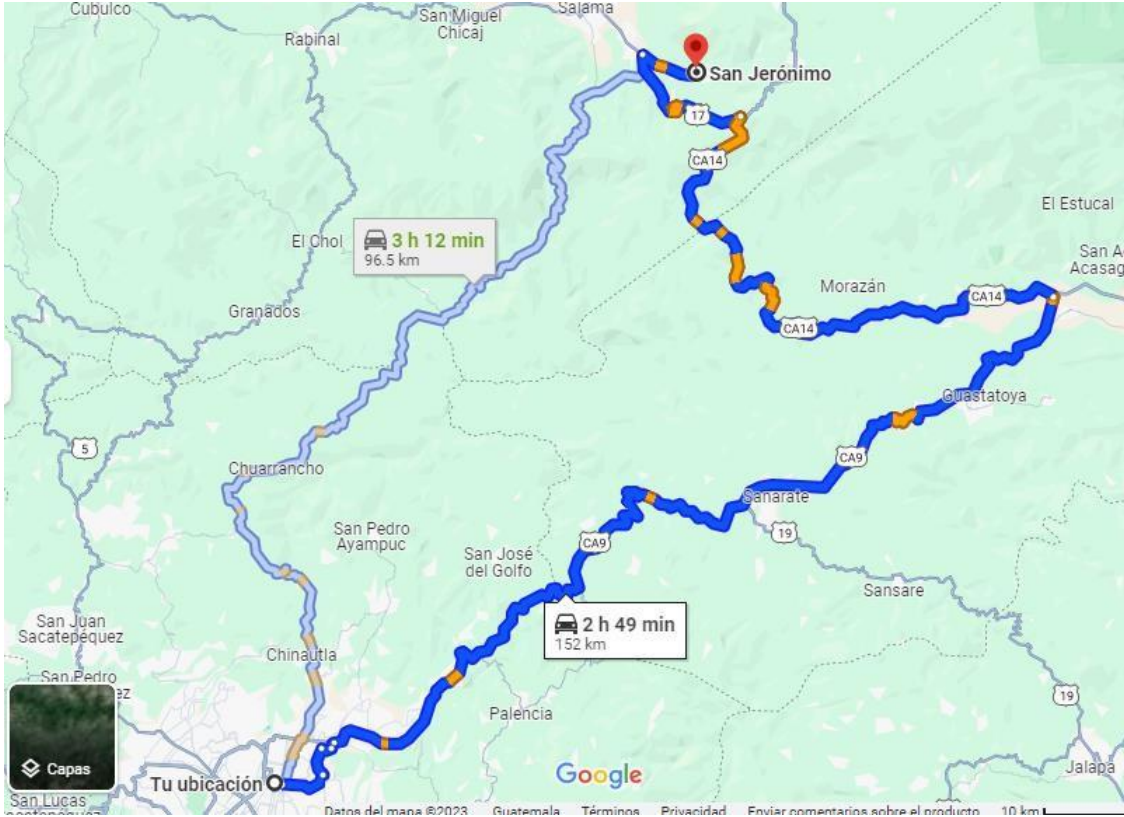 Cubulco
San Miguel
Chicaj
Salamá
Rabinal
San Jerónimo
17
CA14
El Estucal
3 h 12 min
96.5 km
El Chol
San A
Acasag
Morazán
CA14
Granados
CA14
Guastatoya
5
CA9
Chuarrancho
Sanarate
San Pedro
Ayampuc
19
CA9
San José
del Golfo
Sansare
2 h 49 min
152 km
San Juan
Sacatepéquez
Chinautla
San Pedro
ez
19
Palencia
Capas
Tu ubicación
Google
Jalapa
San Lucas
Sacatepéquez
Datos del mapa ©2023 Guatemala Términos Privacidad Enviar comentarios sobre el producto 10 km